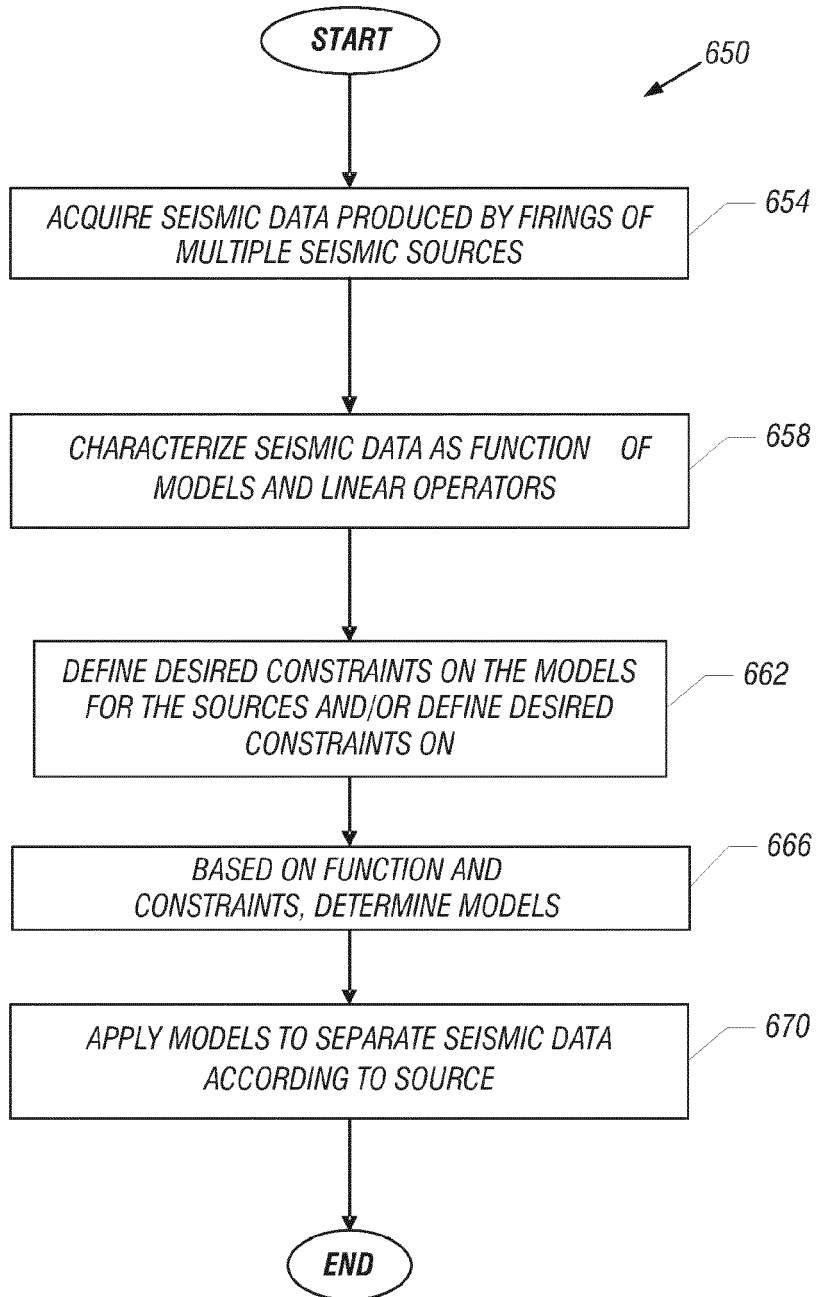 START
650
ACQUIRE SEISMIC DATA PRODUCED BY FIRINGS OF
MULTIPLE SEISMIC SOURCES
654
CHARACTERIZE SEISMIC DATA AS FUNCTION OF
MODELS AND LINEAR OPERATORS
658
DEFINE DESIRED CONSTRAINTS ON THE MODELS
FOR THE SOURCES AND/OR DEFINE DESIRED
CONSTRAINTS ON
662
BASED ON FUNCTION AND
CONSTRAINTS, DETERMINE MODELS
666
APPLY MODELS TO SEPARATE SEISMIC DATA
ACCORDING TO SOURCE
670
END